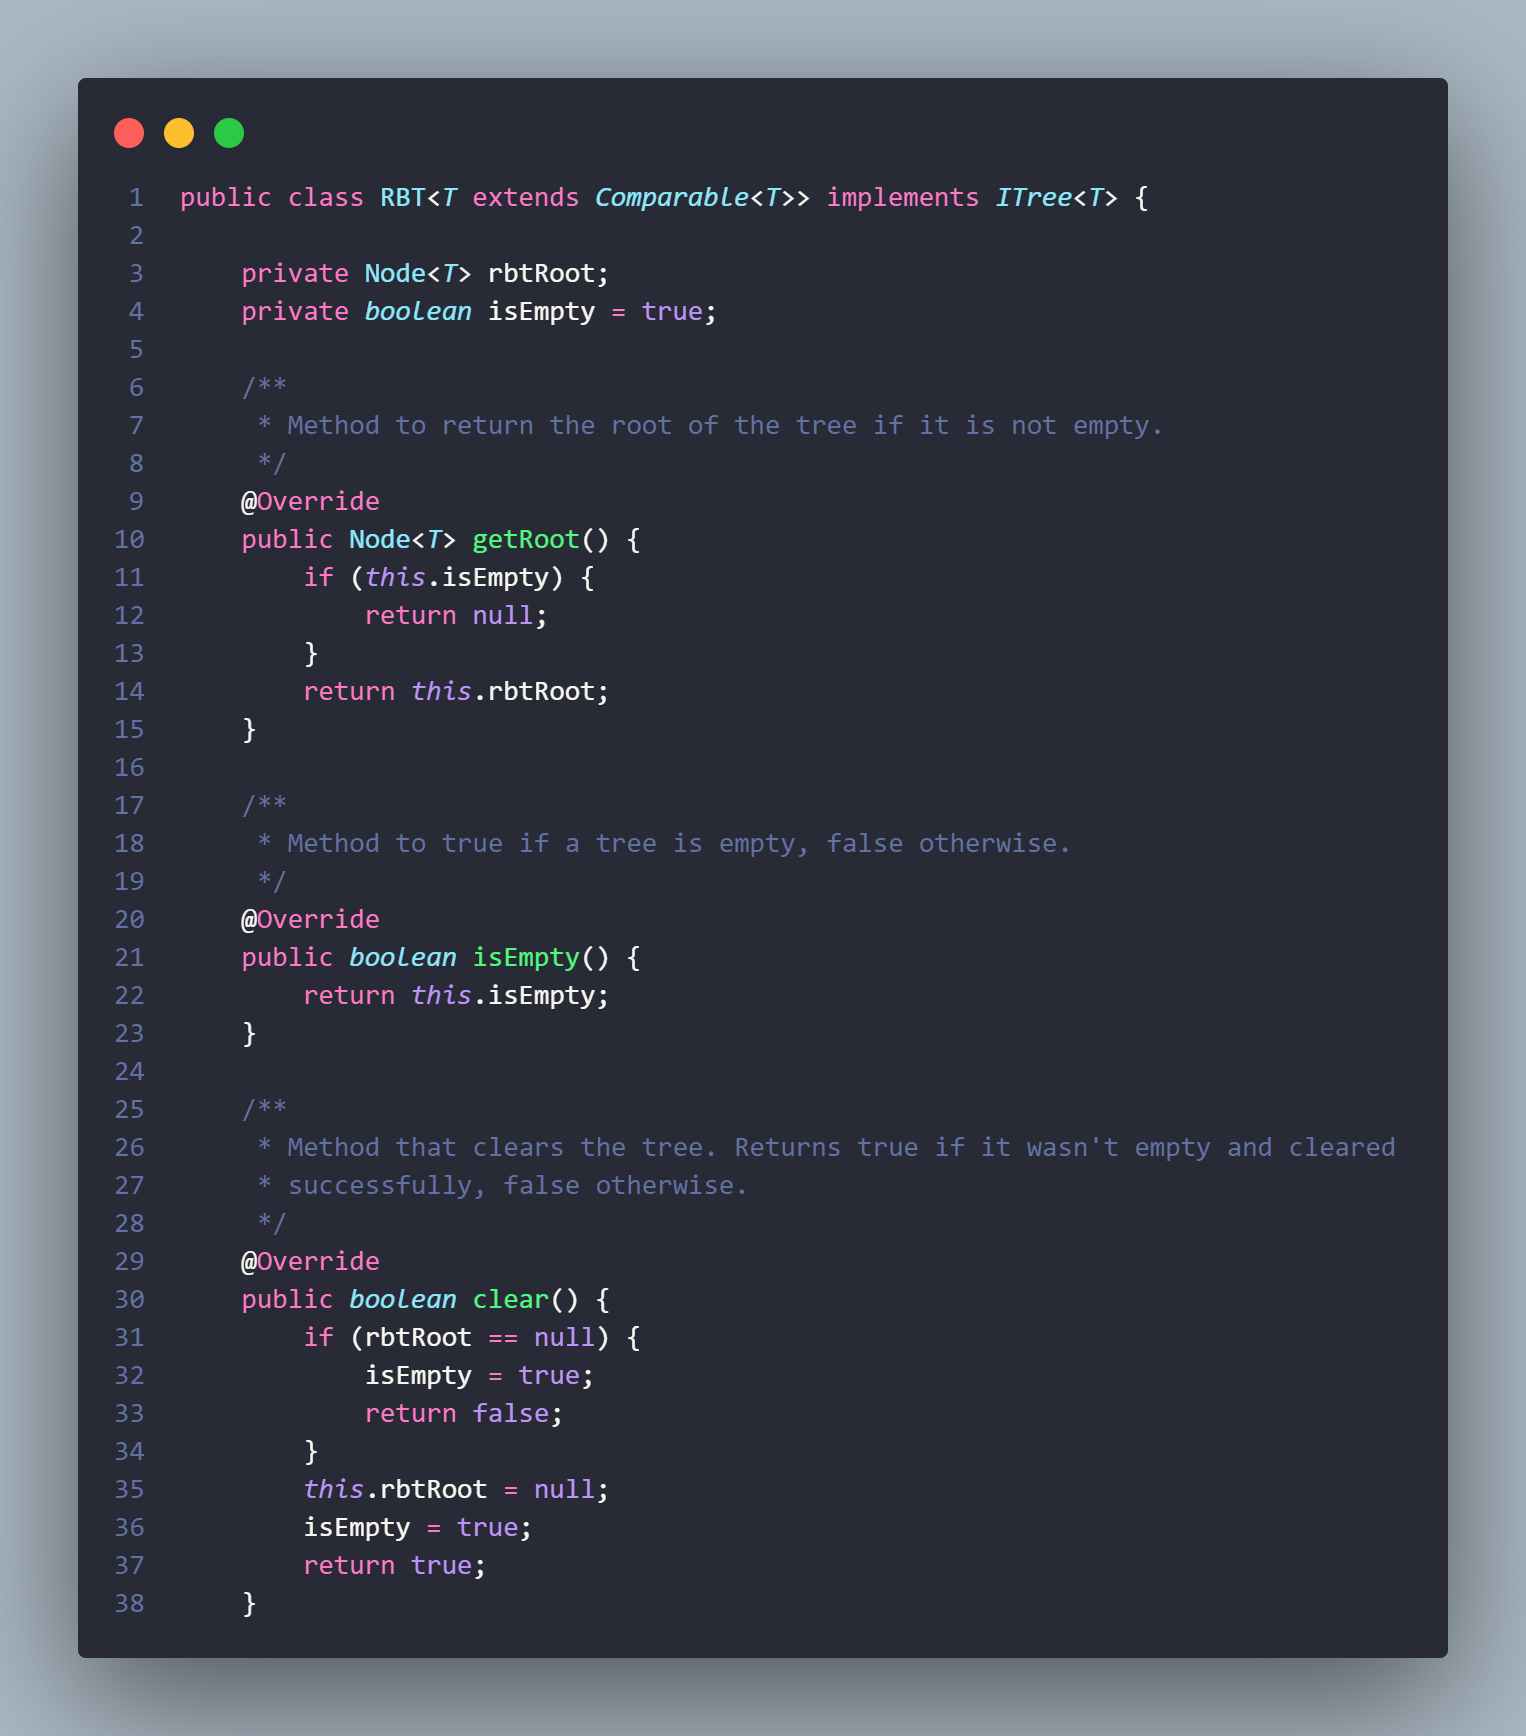 1 public class RBT<T extends Comparable<T>> implements ITree<T> {
2
3     private Node<T> rbtRoot;
4     private boolean isEmpty = true;
5
6     /**
7      * Method to return the root of the tree if it is not empty.
8      */
9     @Override
10     public Node<T> getRoot() {
11         if (this.isEmpty) {
12             return null;
13         }
14         return this.rbtRoot;
15     }
16
17     /**
18      * Method to true if a tree is empty, false otherwise.
19      */
20     @Override
21     public boolean isEmpty() {
22         return this.isEmpty;
23     }
24
25     /**
26      * Method that clears the tree. Returns true if it wasn't empty and cleared
27      * successfully, false otherwise.
28      */
29     @Override
30     public boolean clear() {
31         if (rbtRoot == null) {
32             isEmpty = true;
33             return false;
34         }
35         this.rbtRoot = null;
36         isEmpty = true;
37         return true;
38     }